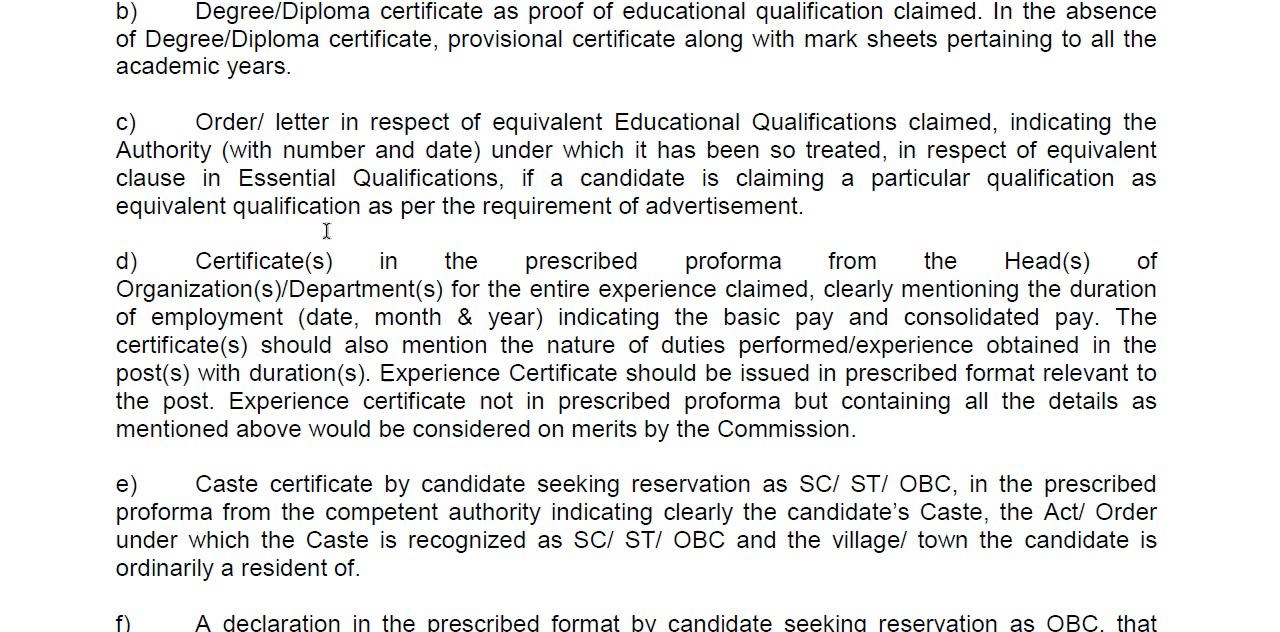 b) Degree/Diploma certificate as proof of educational qualification claimed. In the absence
of Degree/Diploma certificate, provisional certificate along with mark sheets pertaining to all the
academic years.
c) Order/ letter in respect of equivalent Educational Qualifications claimed, indicating the
Authority (with number and date) under which it has been so treated, in respect of equivalent
clause in Essential Qualifications, if a candidate is claiming a particular qualification as
equivalent qualification as per the requirement of advertisement.
d) Certificate(s) in the prescribed proforma from the Head(s) of
Organization(s)/Department(s) for the entire experience claimed, clearly mentioning the duration
of employment (date, month & year) indicating the basic pay and consolidated pay. The
certificate(s) should also mention the nature of duties performed/experience obtained in the
post(s) with duration(s). Experience Certificate should be issued in prescribed format relevant to
the post. Experience certificate not in prescribed proforma but containing all the details as
mentioned above would be considered on merits by the Commission.
e) Caste certificate by candidate seeking reservation as SC/ ST/ OBC, in the prescribed
proforma from the competent authority indicating clearly the candidate’s Caste, the Act/ Order
under which the Caste is recognized as SC/ ST/ OBC and the village/ town the candidate is
ordinarily a resident of.
f) A declaration in the prescribed format by candidate seeking reservation as OBC, that